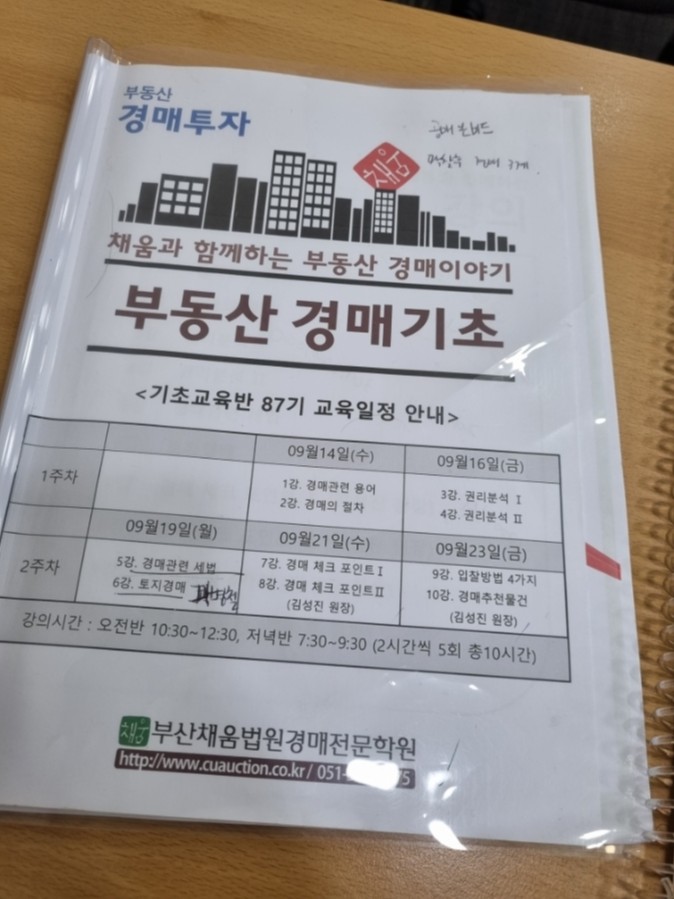 부동산
경매투자
채움
채움과 함께하는 부동산 경매이야기
부동산 경매기초
<기초교육반 87기 교육일정 안내>
09월14일(수) 09월16일(금)
1주차
1강. 경매관련 용어
2강. 경매의 절차
3강. 권리분석 Ⅰ
4강. 권리분석 Ⅱ
09월19일(월) 09월21일(수) 09월23일(금)
2주차
5강. 경매관련 세법
6강. 토지경매
7강. 경매 체크 포인트Ⅰ
8강. 경매 체크 포인트Ⅱ
(김성진 원장)
9강. 입찰방법 4가지
10강. 경매추천물건
(김성진 원장)
강의시간 : 오전반 10:30~12:30, 저녁반 7:30~9:30 (2시간씩 5회 총10시간)
채움 부산채움법원경매전문학원
http://www.cuauction.co.kr / 051-